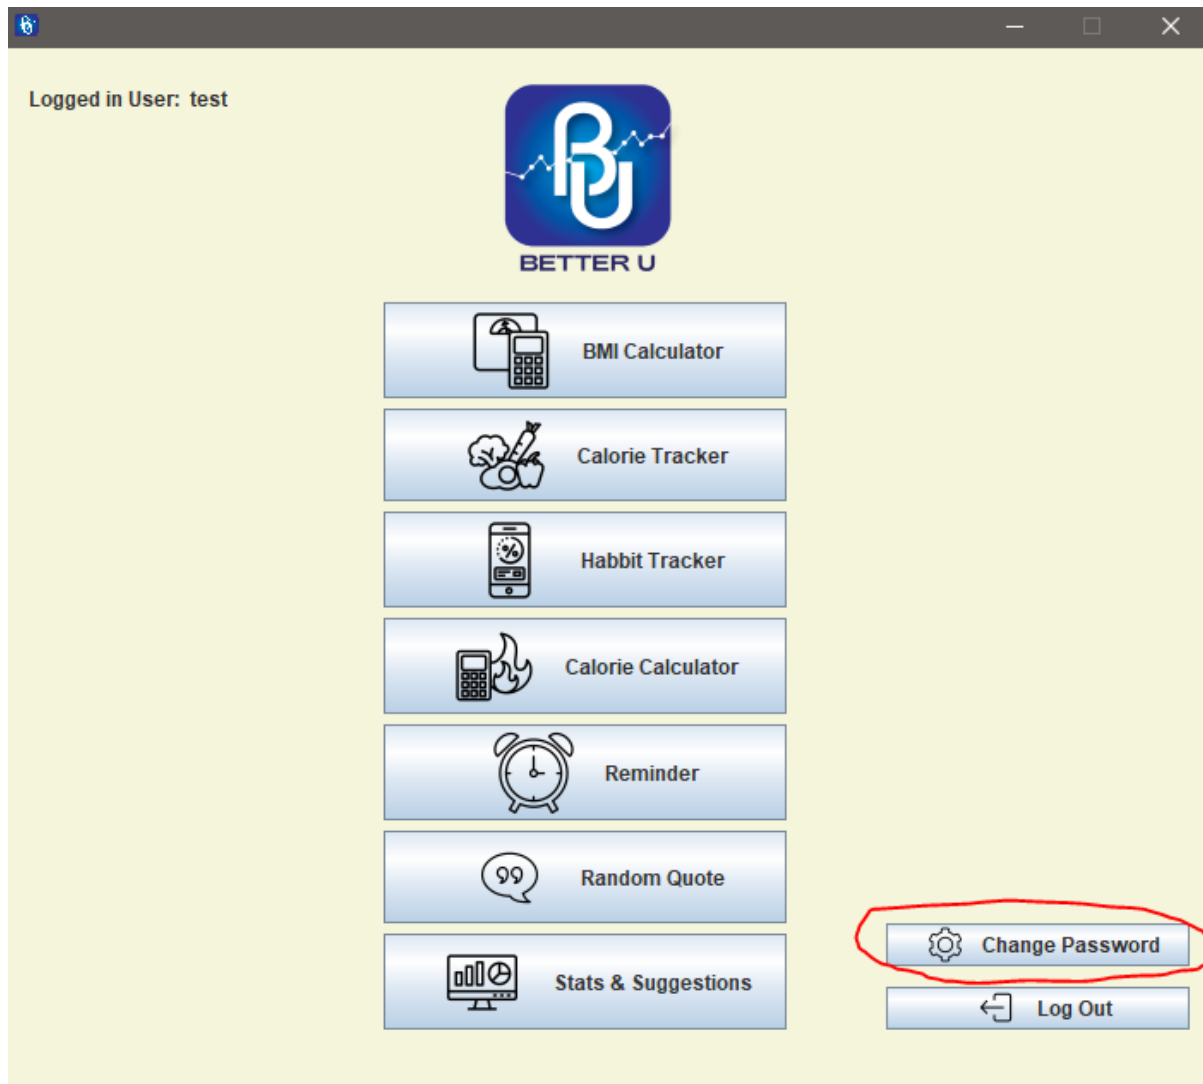 Logged in User: test
BU
BETTER U
BMI Calculator
Calorie Tracker
%
Habbit Tracker
Calorie Calculator
Reminder
Random Quote
Stats & Suggestions
Change Password
Log Out